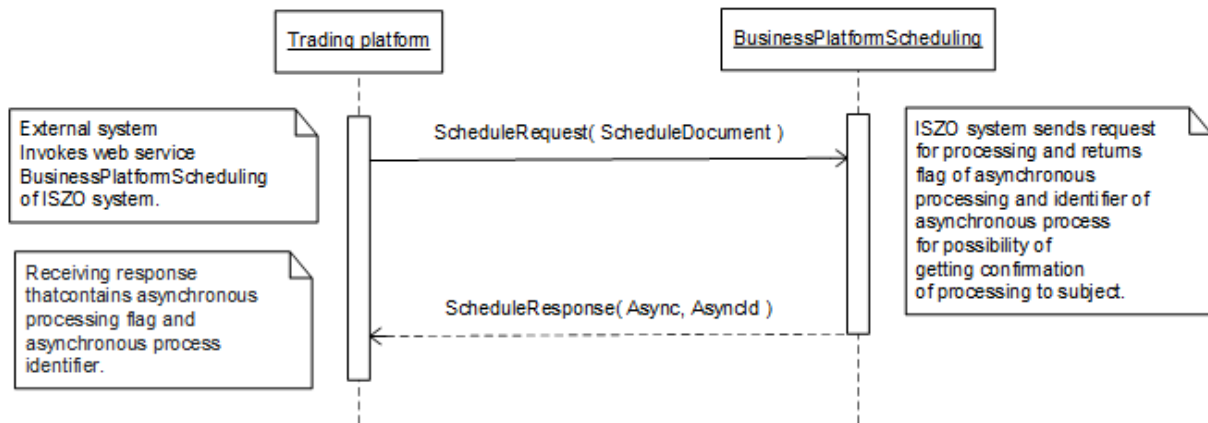 Trading platform
BusinessPlatformScheduling
External system
Invokes web service
BusinessPlatformScheduling
of ISZO system.
ScheduleRequest( ScheduleDocument )
ISZO system sends request
for processing and returns
flag of asynchronous
processing and identifier of
asynchronous process
for possibility of
getting confirmation
of processing to subject.
Receiving response
thatcontains asynchronous
processing flag and
asynchronous process
identifier.
ScheduleResponse( Async, AsyncId )